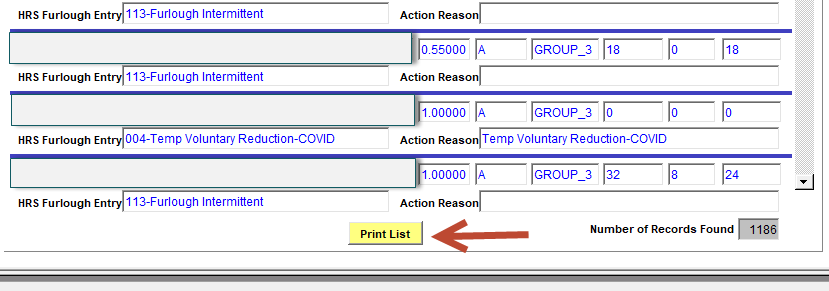 HRS Furlough Entry 113-Furlough Intermittent Action Reason
0.55000 A GROUP_3 18 0 18
HRS Furlough Entry 113-Furlough Intermittent Action Reason
1.00000 A GROUP_3 0 0 0
HRS Furlough Entry 004-Temp Voluntary Reduction-COVID Action Reason Temp Voluntary Reduction-COVID
1.00000 A GROUP_3 32 8 24
HRS Furlough Entry 113-Furlough Intermittent Action Reason
Print List Number of Records Found 1186